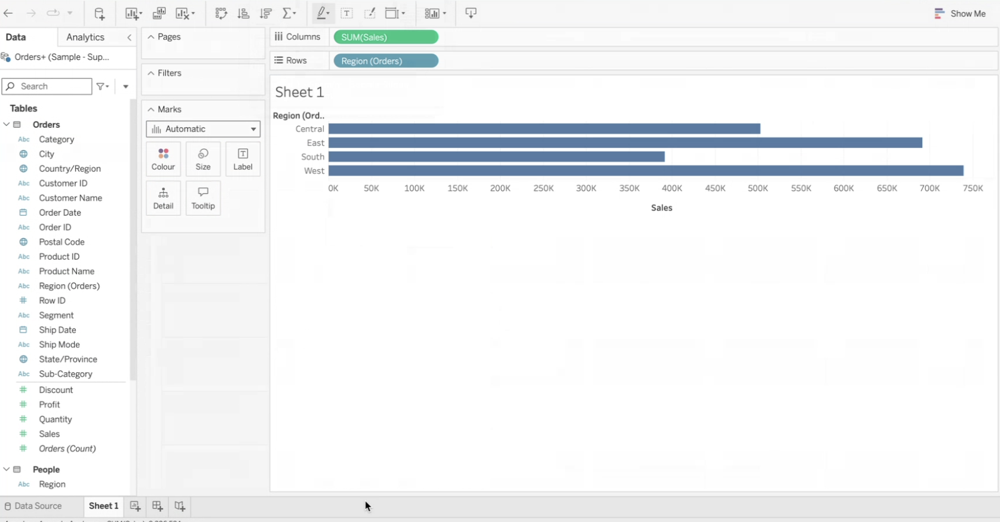 Show Me
Data
Analytics
Orders+ (Sample - Sup...
Search
Tables
Orders
Abc Category
City
Country/Region
Abc Customer ID
Abc Customer Name
Order Date
Abc Order ID
Postal Code
Abc Product ID
Abc Product Name
Abc Region (Orders)
Row ID
Abc Segment
Ship Date
Abc Ship Mode
State/Province
Abc Sub-Category
Discount
Profit
Quantity
Sales
Orders (Count)
People
Abc Region
Pages
Filters
Marks
Automatic
Colour Size Label
Detail Tooltip
Columns SUM(Sales)
Rows Region (Orders)
Sheet 1
Region (Ord..
Central
East
South
West
0K 50K 100K 150K 200K 250K 300K 350K 400K 450K 500K 550K 600K 650K 700K 750K
Sales
Data Source Sheet 1